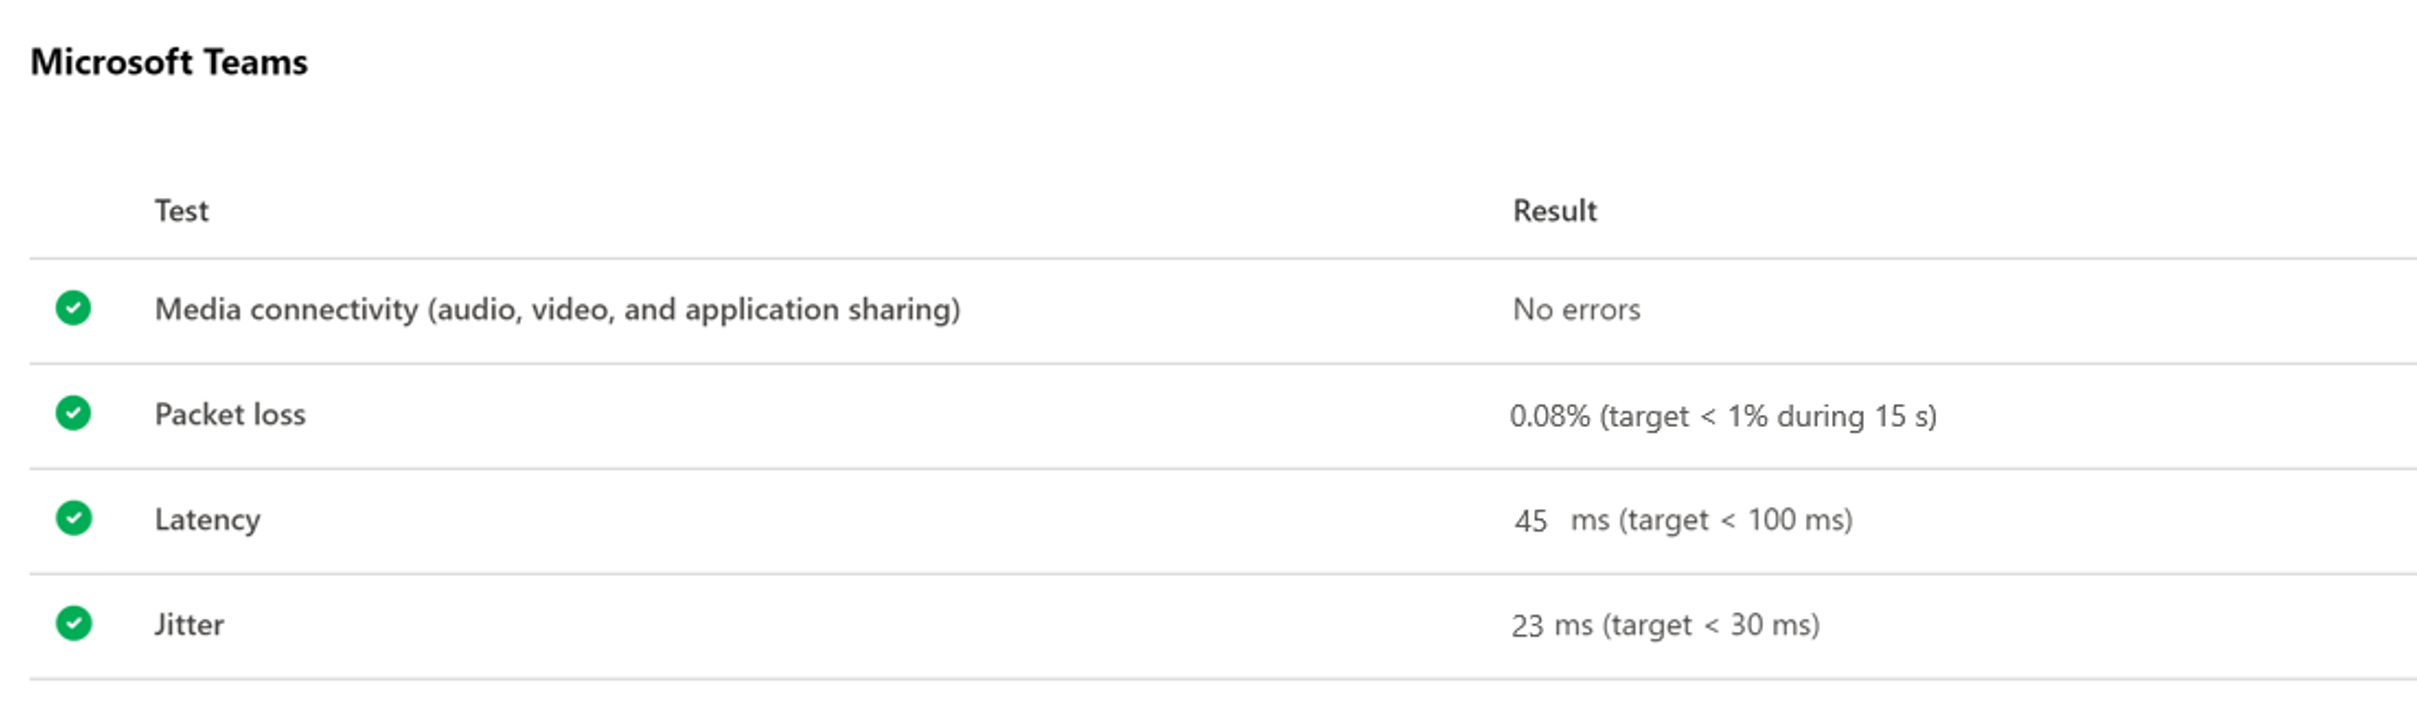 Microsoft Teams
Test Result
Media connectivity (audio, video, and application sharing) No errors
Packet loss 0.08% (target < 1% during 15 s)
Latency 45 ms (target < 100 ms)
Jitter 23 ms (target < 30 ms)